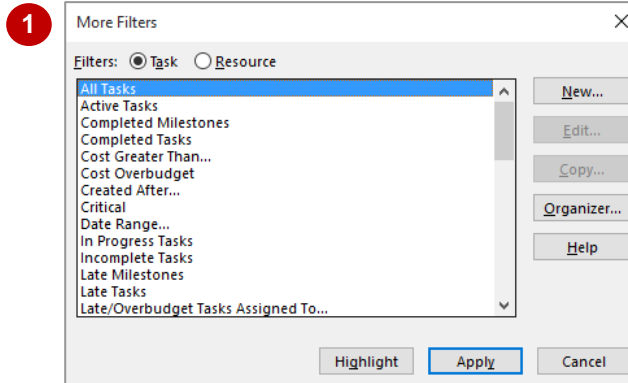 1
More Filters
Filters: Task Resource
All Tasks
Active Tasks
Completed Milestones
Completed Tasks
Cost Greater Than...
Cost Overbudget
Created After...
Critical
Date Range...
In Progress Tasks
Incomplete Tasks
Late Milestones
Late Tasks
Late/Overbudget Tasks Assigned To...
New...
Edit...
Copy...
Organizer...
Help
Highlight Apply Cancel